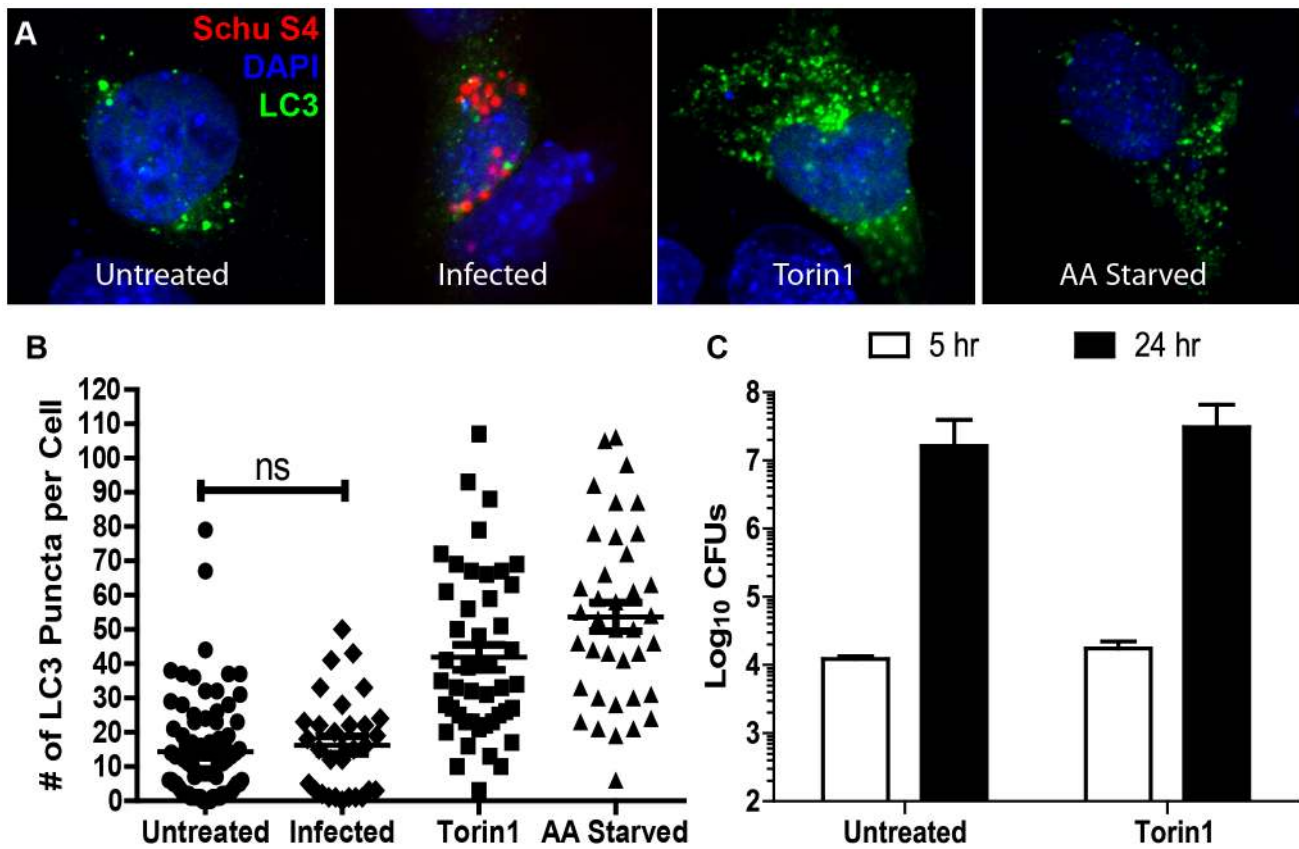 A
Schu S4
DAPI
LC3
Untreated
Infected
Torin1
AA Starved
B
# of LC3 Puncta per Cell
120
110
100
90
80
70
60
50
40
30
20
10
0
ns
Untreated
Infected
Torin1
AA Starved
C
5 hr
24 hr
Log10 CFUs
8
7
6
5
4
3
2
Untreated
Torin1